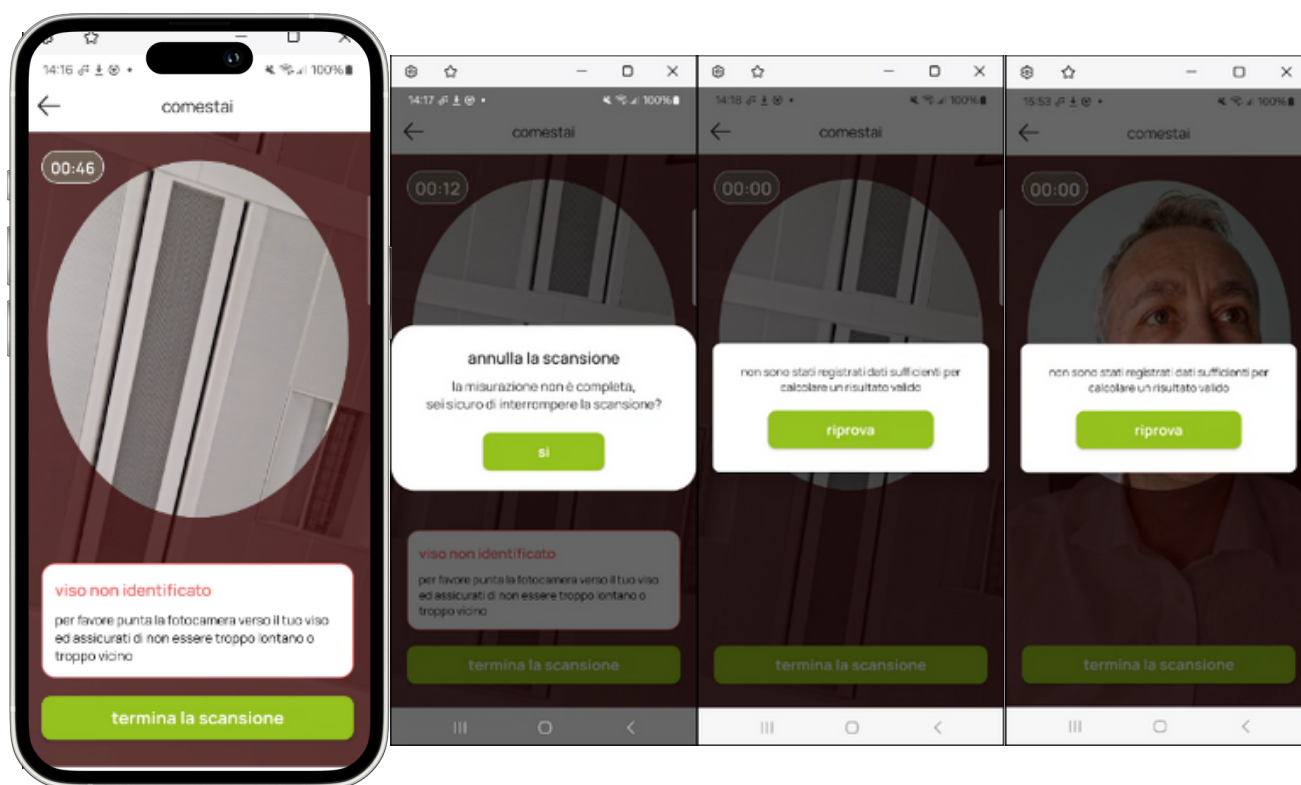 14:16
100%
comestai
00:46
viso non identificato
per favore punta la fotocamera verso il tuo viso
ed assicurati di non essere troppo lontano o
troppo vicino
termina la scansione
14:17
100%
comestai
00:12
annulla la scansione
la misurazione non è completa,
sei sicuro di interrompere la scansione?
si
viso non identificato
per favore punta la fotocamera verso il tuo viso
ed assicurati di non essere troppo lontano o
troppo vicino
termina la scansione
14:18
100%
comestai
00:00
non sono stati registrati dati sufficienti per
calcolare un risultato valido
riprova
termina la scansione
15:53
100%
comestai
00:00
non sono stati registrati dati sufficienti per
calcolare un risultato valido
riprova
termina la scansione